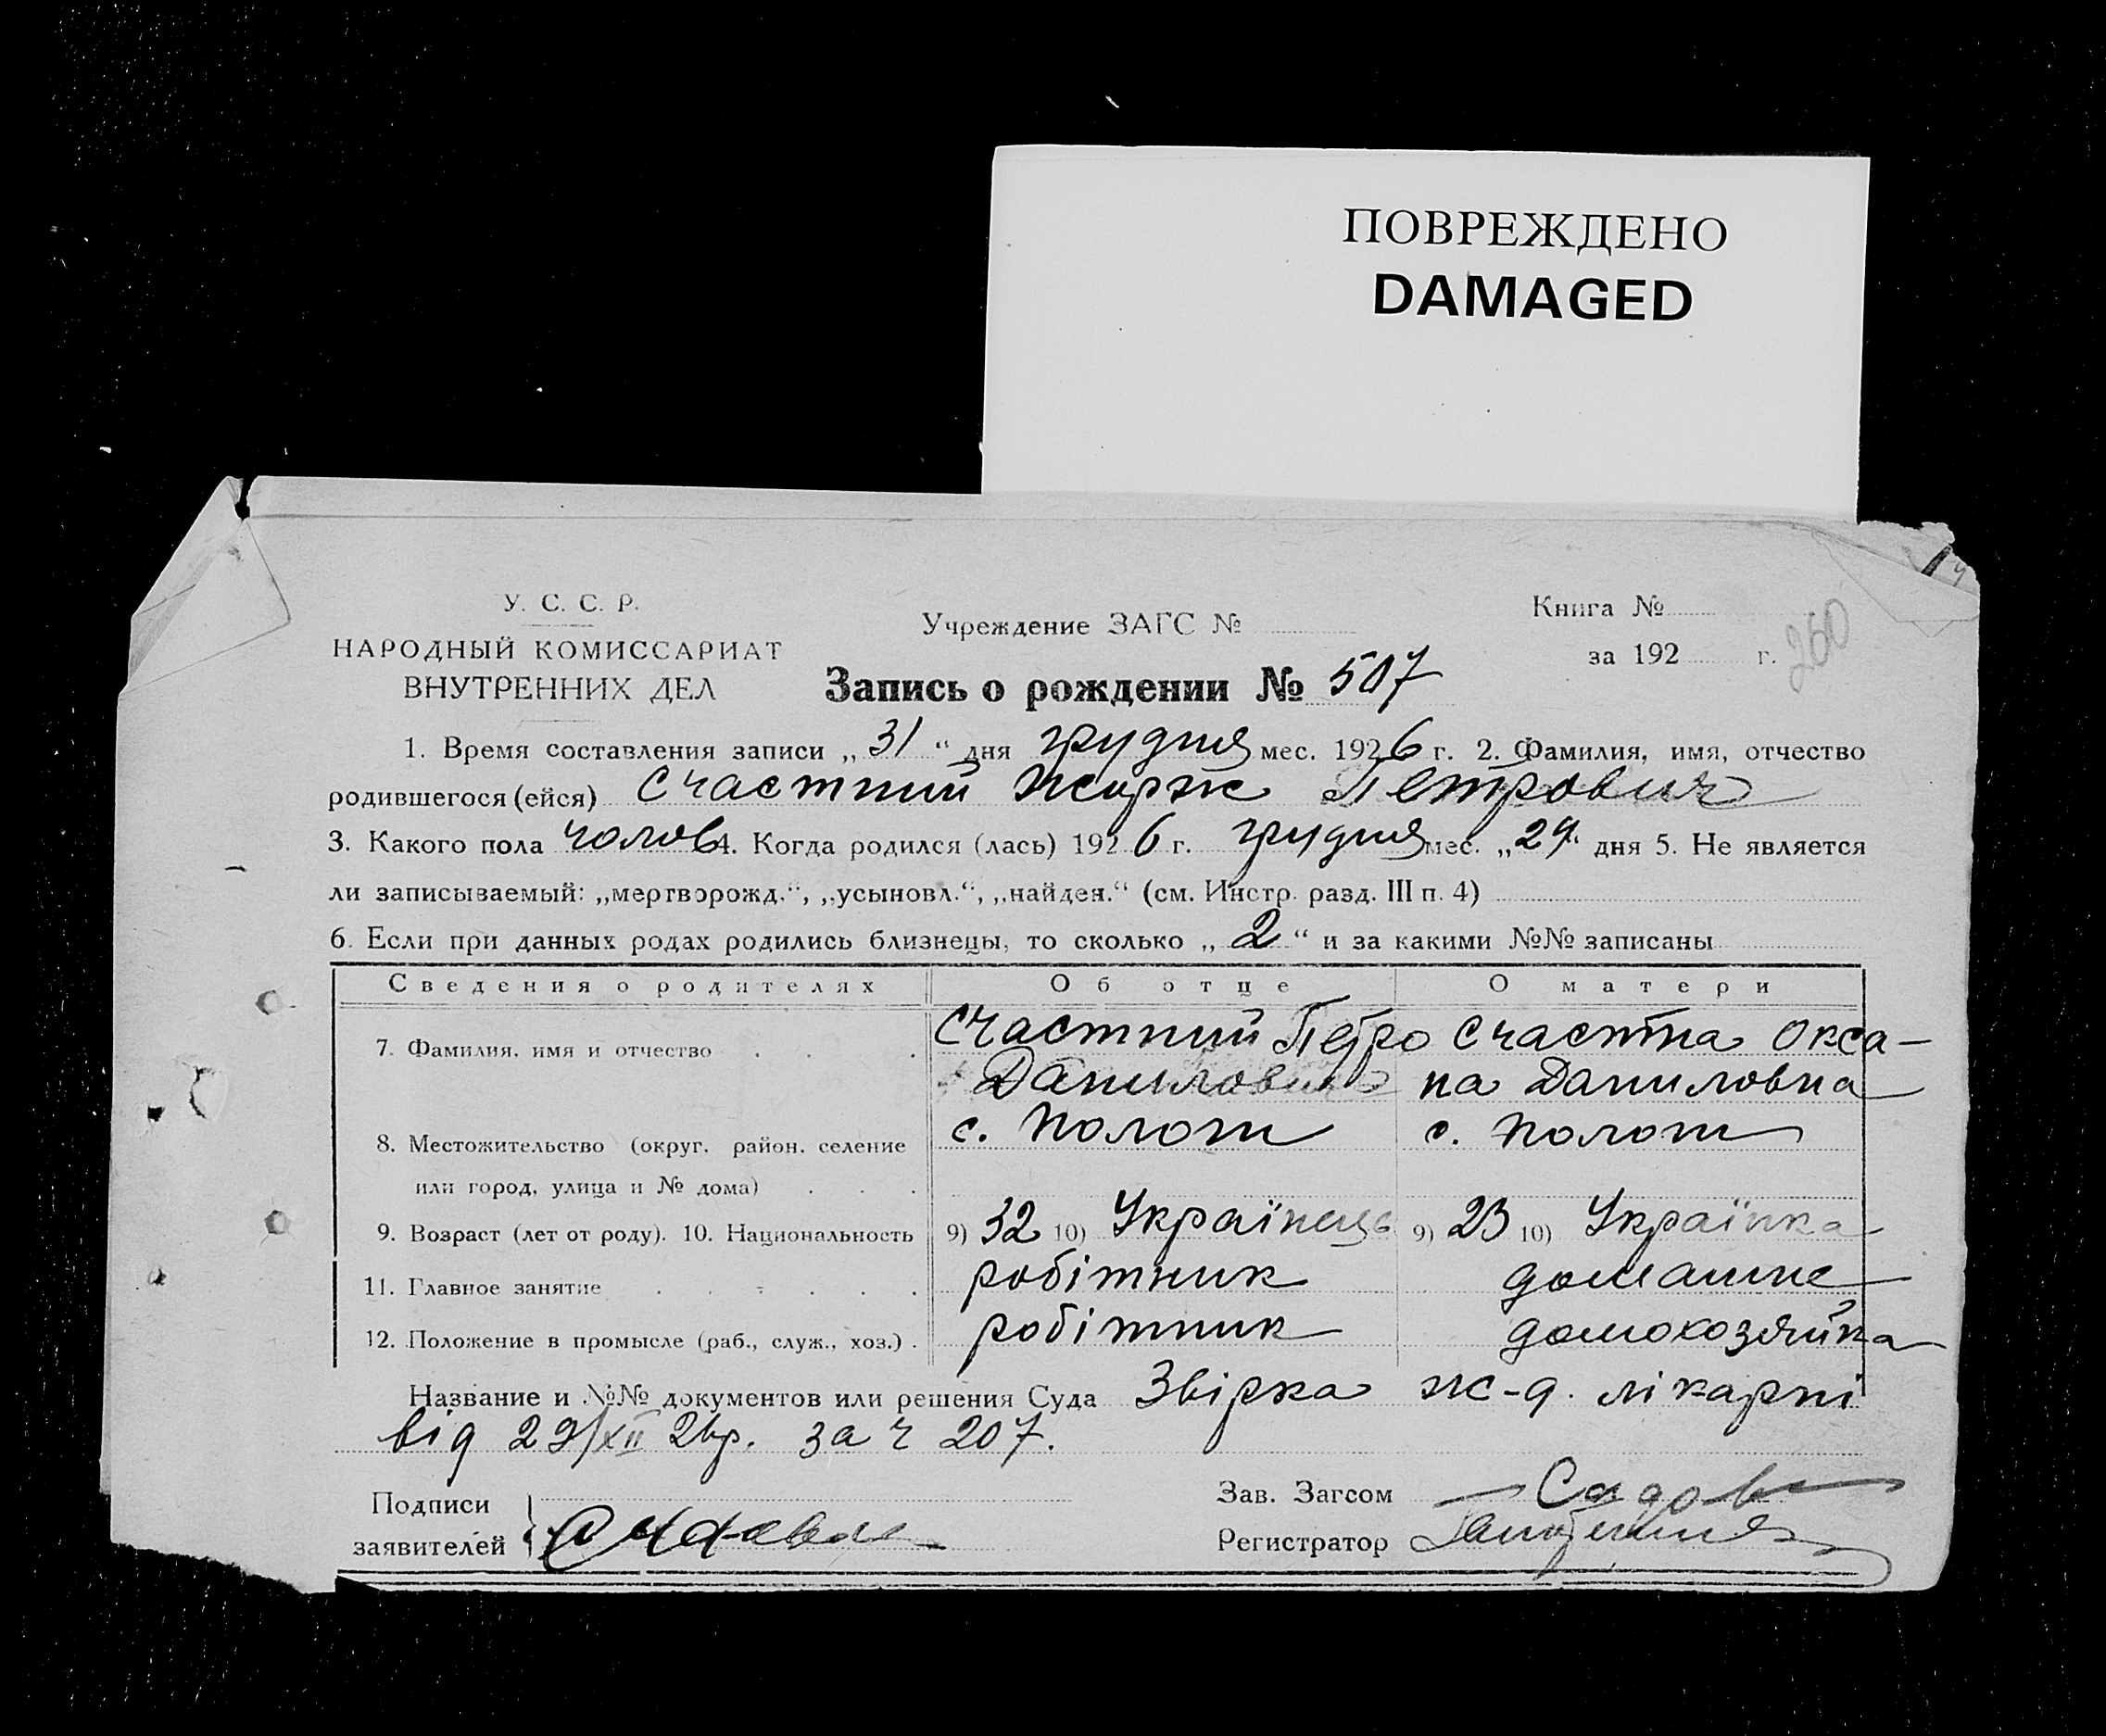 ПОВРЕЖДЕНО
DAMAGED
У. С. С. Р.
НАРОДНЫЙ КОМИССАРИАТ
ВНУТРЕННИХ ДЕЛ
Учреждение ЗАГС №
Книга №
за 192 г.
260
Запись о рождении № 507
1. Время составления записи „31“ дня грудня мес. 1926 г. 2. Фамилия, имя, отчество
родившегося (ейся) Счастний Жорж Петрович
3. Какого пола чолов 4. Когда родился (лась) 1926 г. грудня мес. „29“ дня 5. Не является
ли записываемый: „мертворожд.“, „усыновл.“, „найден.“ (см. Инстр. разд. III п. 4)
6. Если при данных родах родились близнецы, то сколько „2“ и за какими №№ записаны
Сведения о родителях Об отце О матери
7. Фамилия, имя и отчество Счастний Петро Счастна Окса-
Данилович на Даниловна
8. Местожительство (округ, район, селение с. Пологи с. Пологи
или город, улица и № дома)
9. Возраст (лет от роду). 10. Национальность 9) 32 10) Українець 9) 23 10) Українка
11. Главное занятие робітник домашнє
12. Положение в промысле (раб., служ., хоз.) робітник домохозяйка
Название и №№ документов или решения Суда Звірка ж-д. лікарні
від 29/XII 26р. за ч 207.
Подписи
заявителей
Зав. Загсом Садов
Регистратор